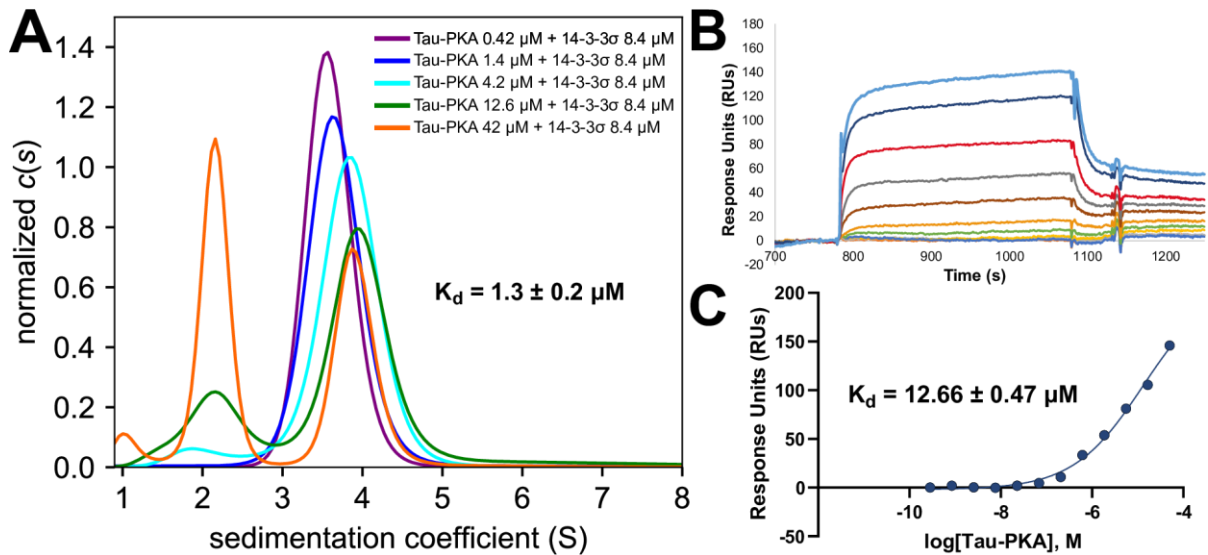 A
1.4
1.2
1.0
0.8
0.6
0.4
0.2
0.0
normalized c(s)
Tau-PKA 0.42 μM + 14-3-3σ 8.4 μM
Tau-PKA 1.4 μM + 14-3-3σ 8.4 μM
Tau-PKA 4.2 μM + 14-3-3σ 8.4 μM
Tau-PKA 12.6 μM + 14-3-3σ 8.4 μM
Tau-PKA 42 μM + 14-3-3σ 8.4 μM
Kd = 1.3 ± 0.2 μM
1 2 3 4 5 6 7 8
sedimentation coefficient (S)
B
180
160
140
120
100
80
60
40
20
0
-20
Response Units (RUs)
700 800 900 1000 1100 1200
Time (s)
C
200
150
100
50
0
-50
Response Units (RUs)
Kd = 12.66 ± 0.47 μM
-10 -8 -6 -4
log[Tau-PKA], M